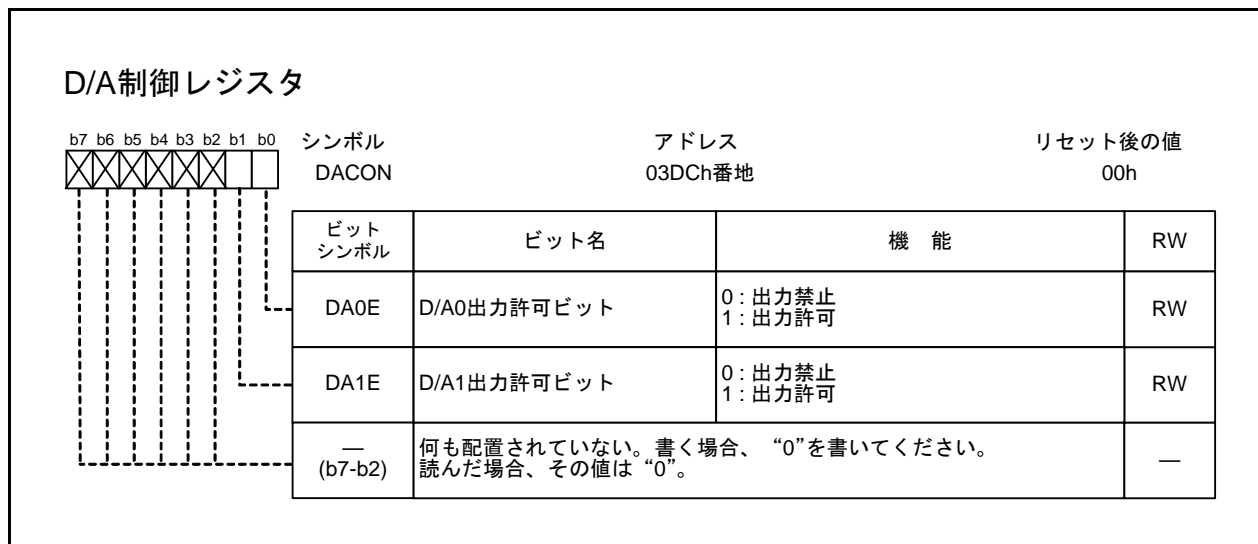 D/A制御レジスタ
b7 b6 b5 b4 b3 b2 b1 b0
シンボル アドレス リセット後の値
DACON 03DCh番地 00h
ビット
シンボル
ビット名
機 能
RW
DA0E
D/A0出力許可ビット
0 : 出力禁止
1 : 出力許可
RW
DA1E
D/A1出力許可ビット
0 : 出力禁止
1 : 出力許可
RW
—
(b7-b2)
何も配置されていない。書く場合、 “0”を書いてください。
読んだ場合、その値は “0”。
—